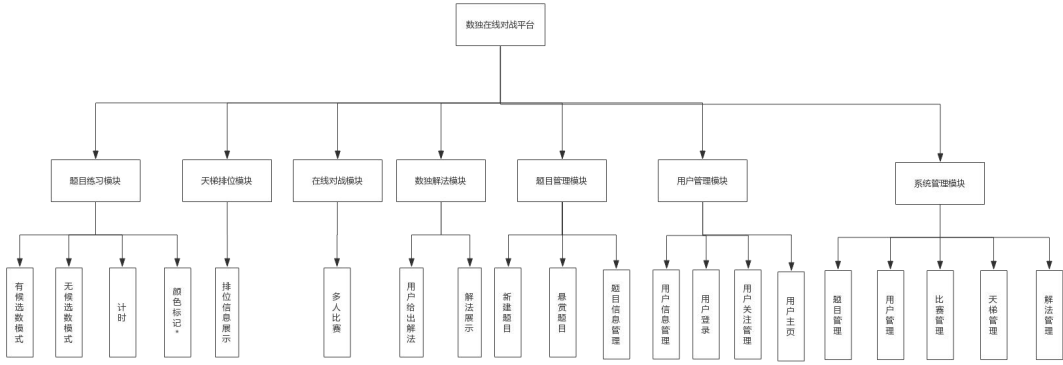 数独在线对战平台
题目练习模块
天梯排位模块
在线对战模块
数独解法模块
题目管理模块
用户管理模块
系统管理模块
有候选数模式
无候选数模式
计时
颜色标记*
排位信息展示
多人比赛
用户给出解法
解法展示
新建题目
悬赏题目
题目信息管理
用户信息管理
用户登录
用户关注管理
用户主页
题目管理
用户管理
比赛管理
天梯管理
解法管理